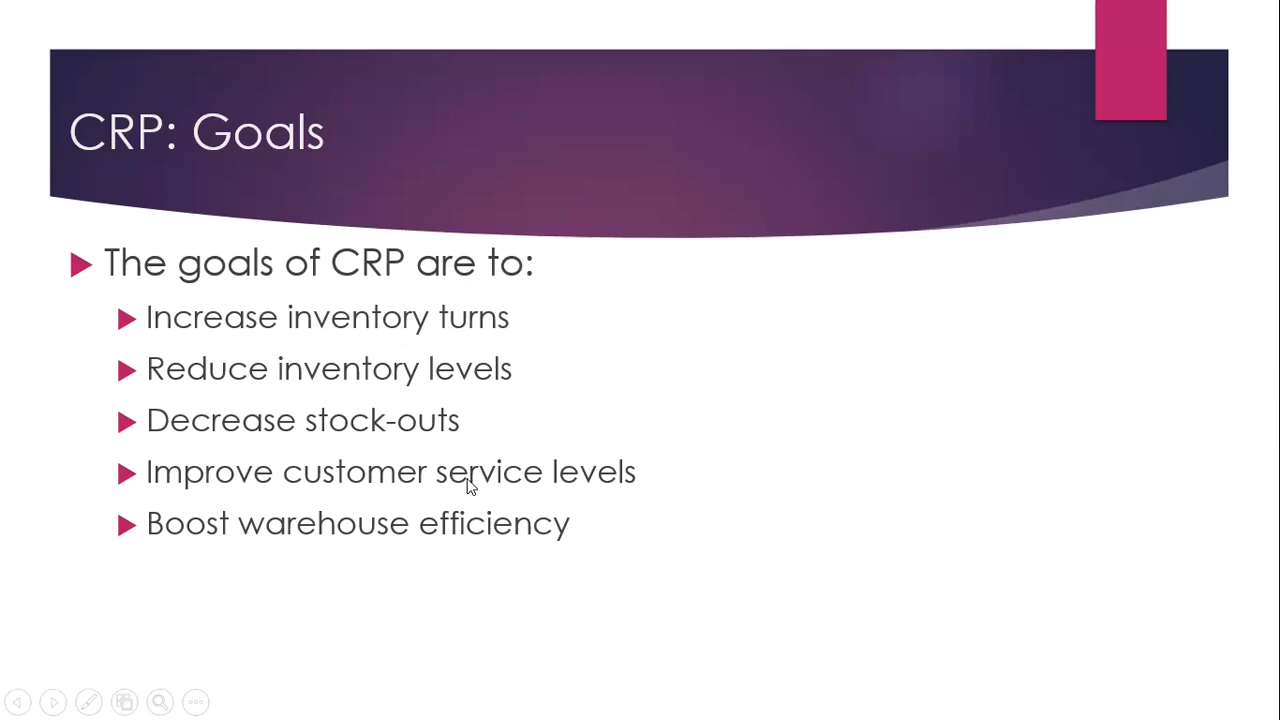 CRP: Goals
The goals of CRP are to:
Increase inventory turns
Reduce inventory levels
Decrease stock-outs
Improve customer service levels
Boost warehouse efficiency